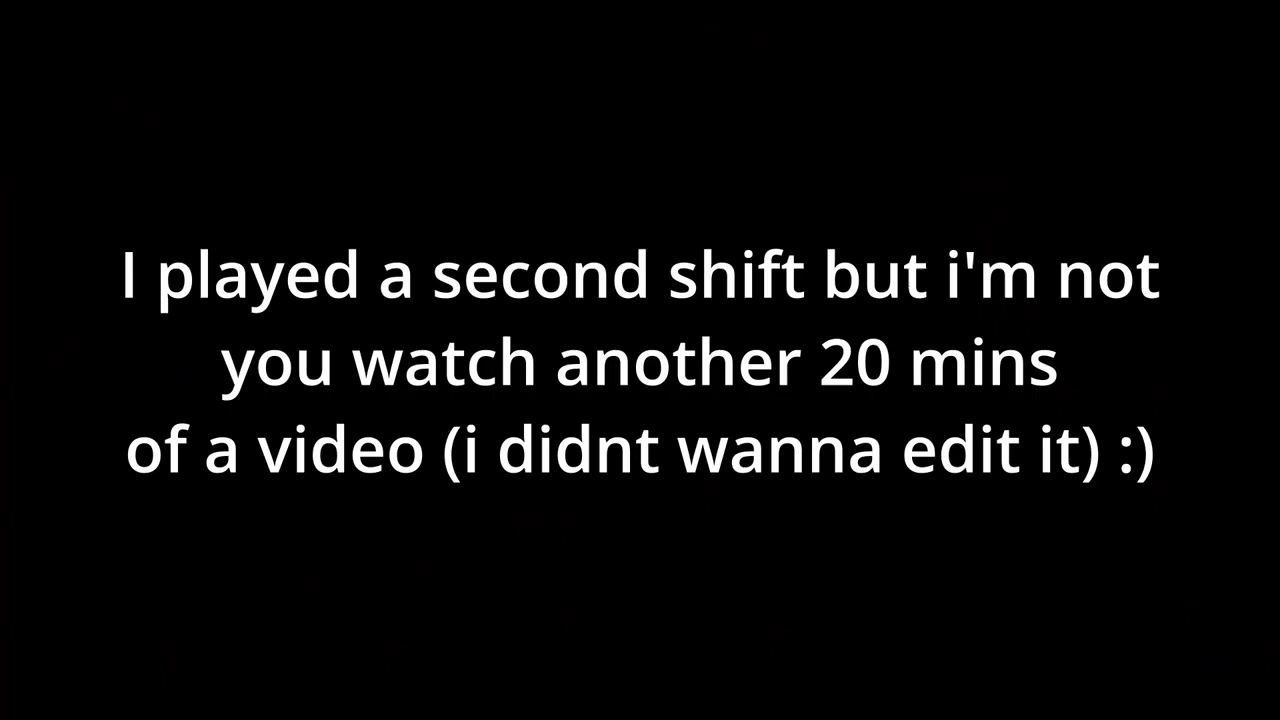 I played a second shift but i'm not
you watch another 20 mins
of a video (i didnt wanna edit it) :)